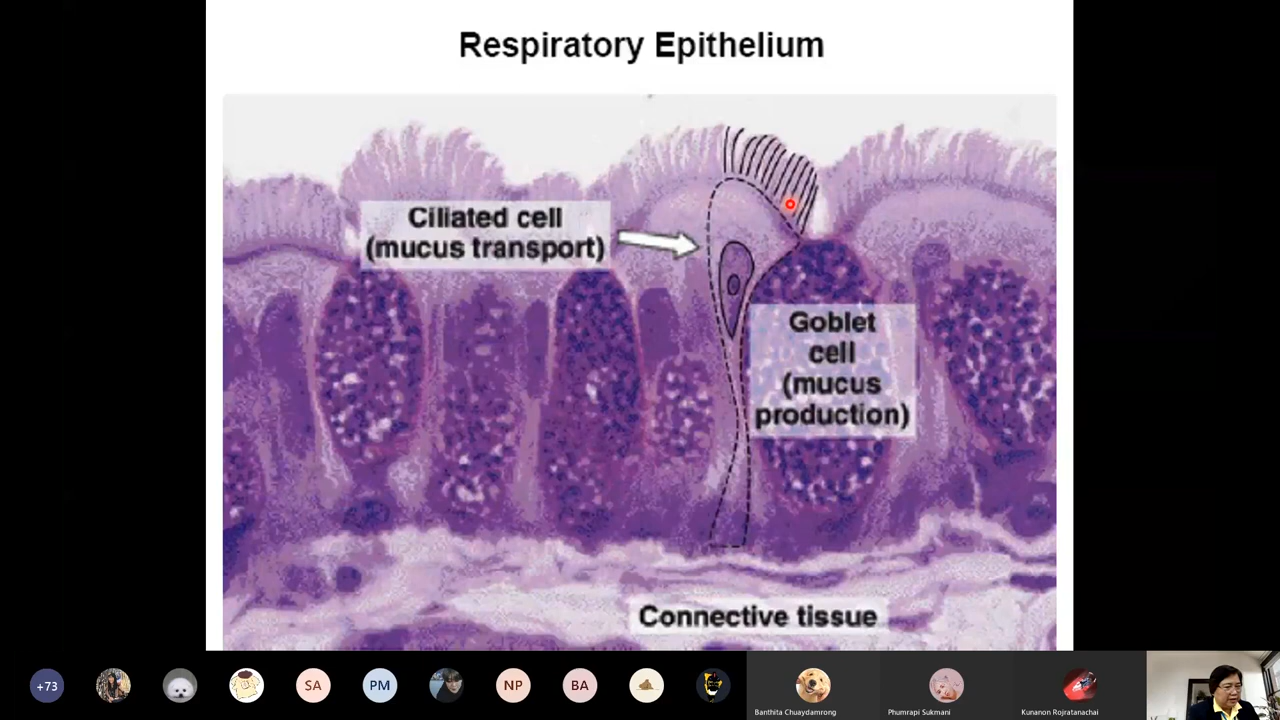 Respiratory Epithelium
Ciliated cell
(mucus transport)
Goblet
cell
(mucus
production)
Connective tissue
+73
SA
PM
NP
BA
Banthita Chuaydamrong
Phumrapi Sukmani
Kunanon Rojratanachai